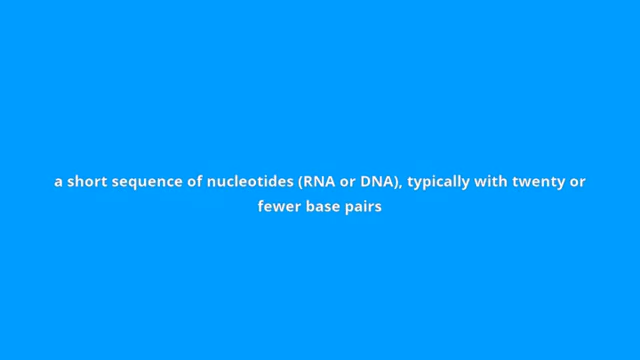 a short sequence of nucleotides (RNA or DNA), typically with twenty or
fewer base pairs